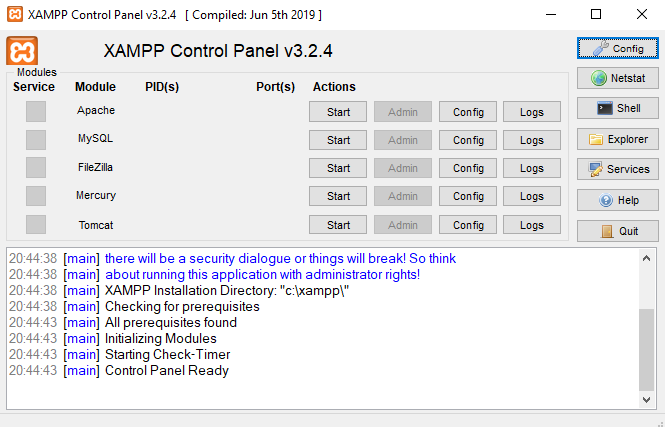 XAMPP Control Panel v3.2.4   [ Compiled: Jun 5th 2019 ]
XAMPP Control Panel v3.2.4
Config
Modules
Service Module PID(s) Port(s) Actions
Apache Start Admin Config Logs
MySQL Start Admin Config Logs
FileZilla Start Admin Config Logs
Mercury Start Admin Config Logs
Tomcat Start Admin Config Logs
Netstat
Shell
Explorer
Services
Help
Quit
20:44:38 [main] there will be a security dialogue or things will break! So think
20:44:38 [main] about running this application with administrator rights!
20:44:38 [main] XAMPP Installation Directory: "c:\xampp\"
20:44:38 [main] Checking for prerequisites
20:44:43 [main] All prerequisites found
20:44:43 [main] Initializing Modules
20:44:43 [main] Starting Check-Timer
20:44:43 [main] Control Panel Ready